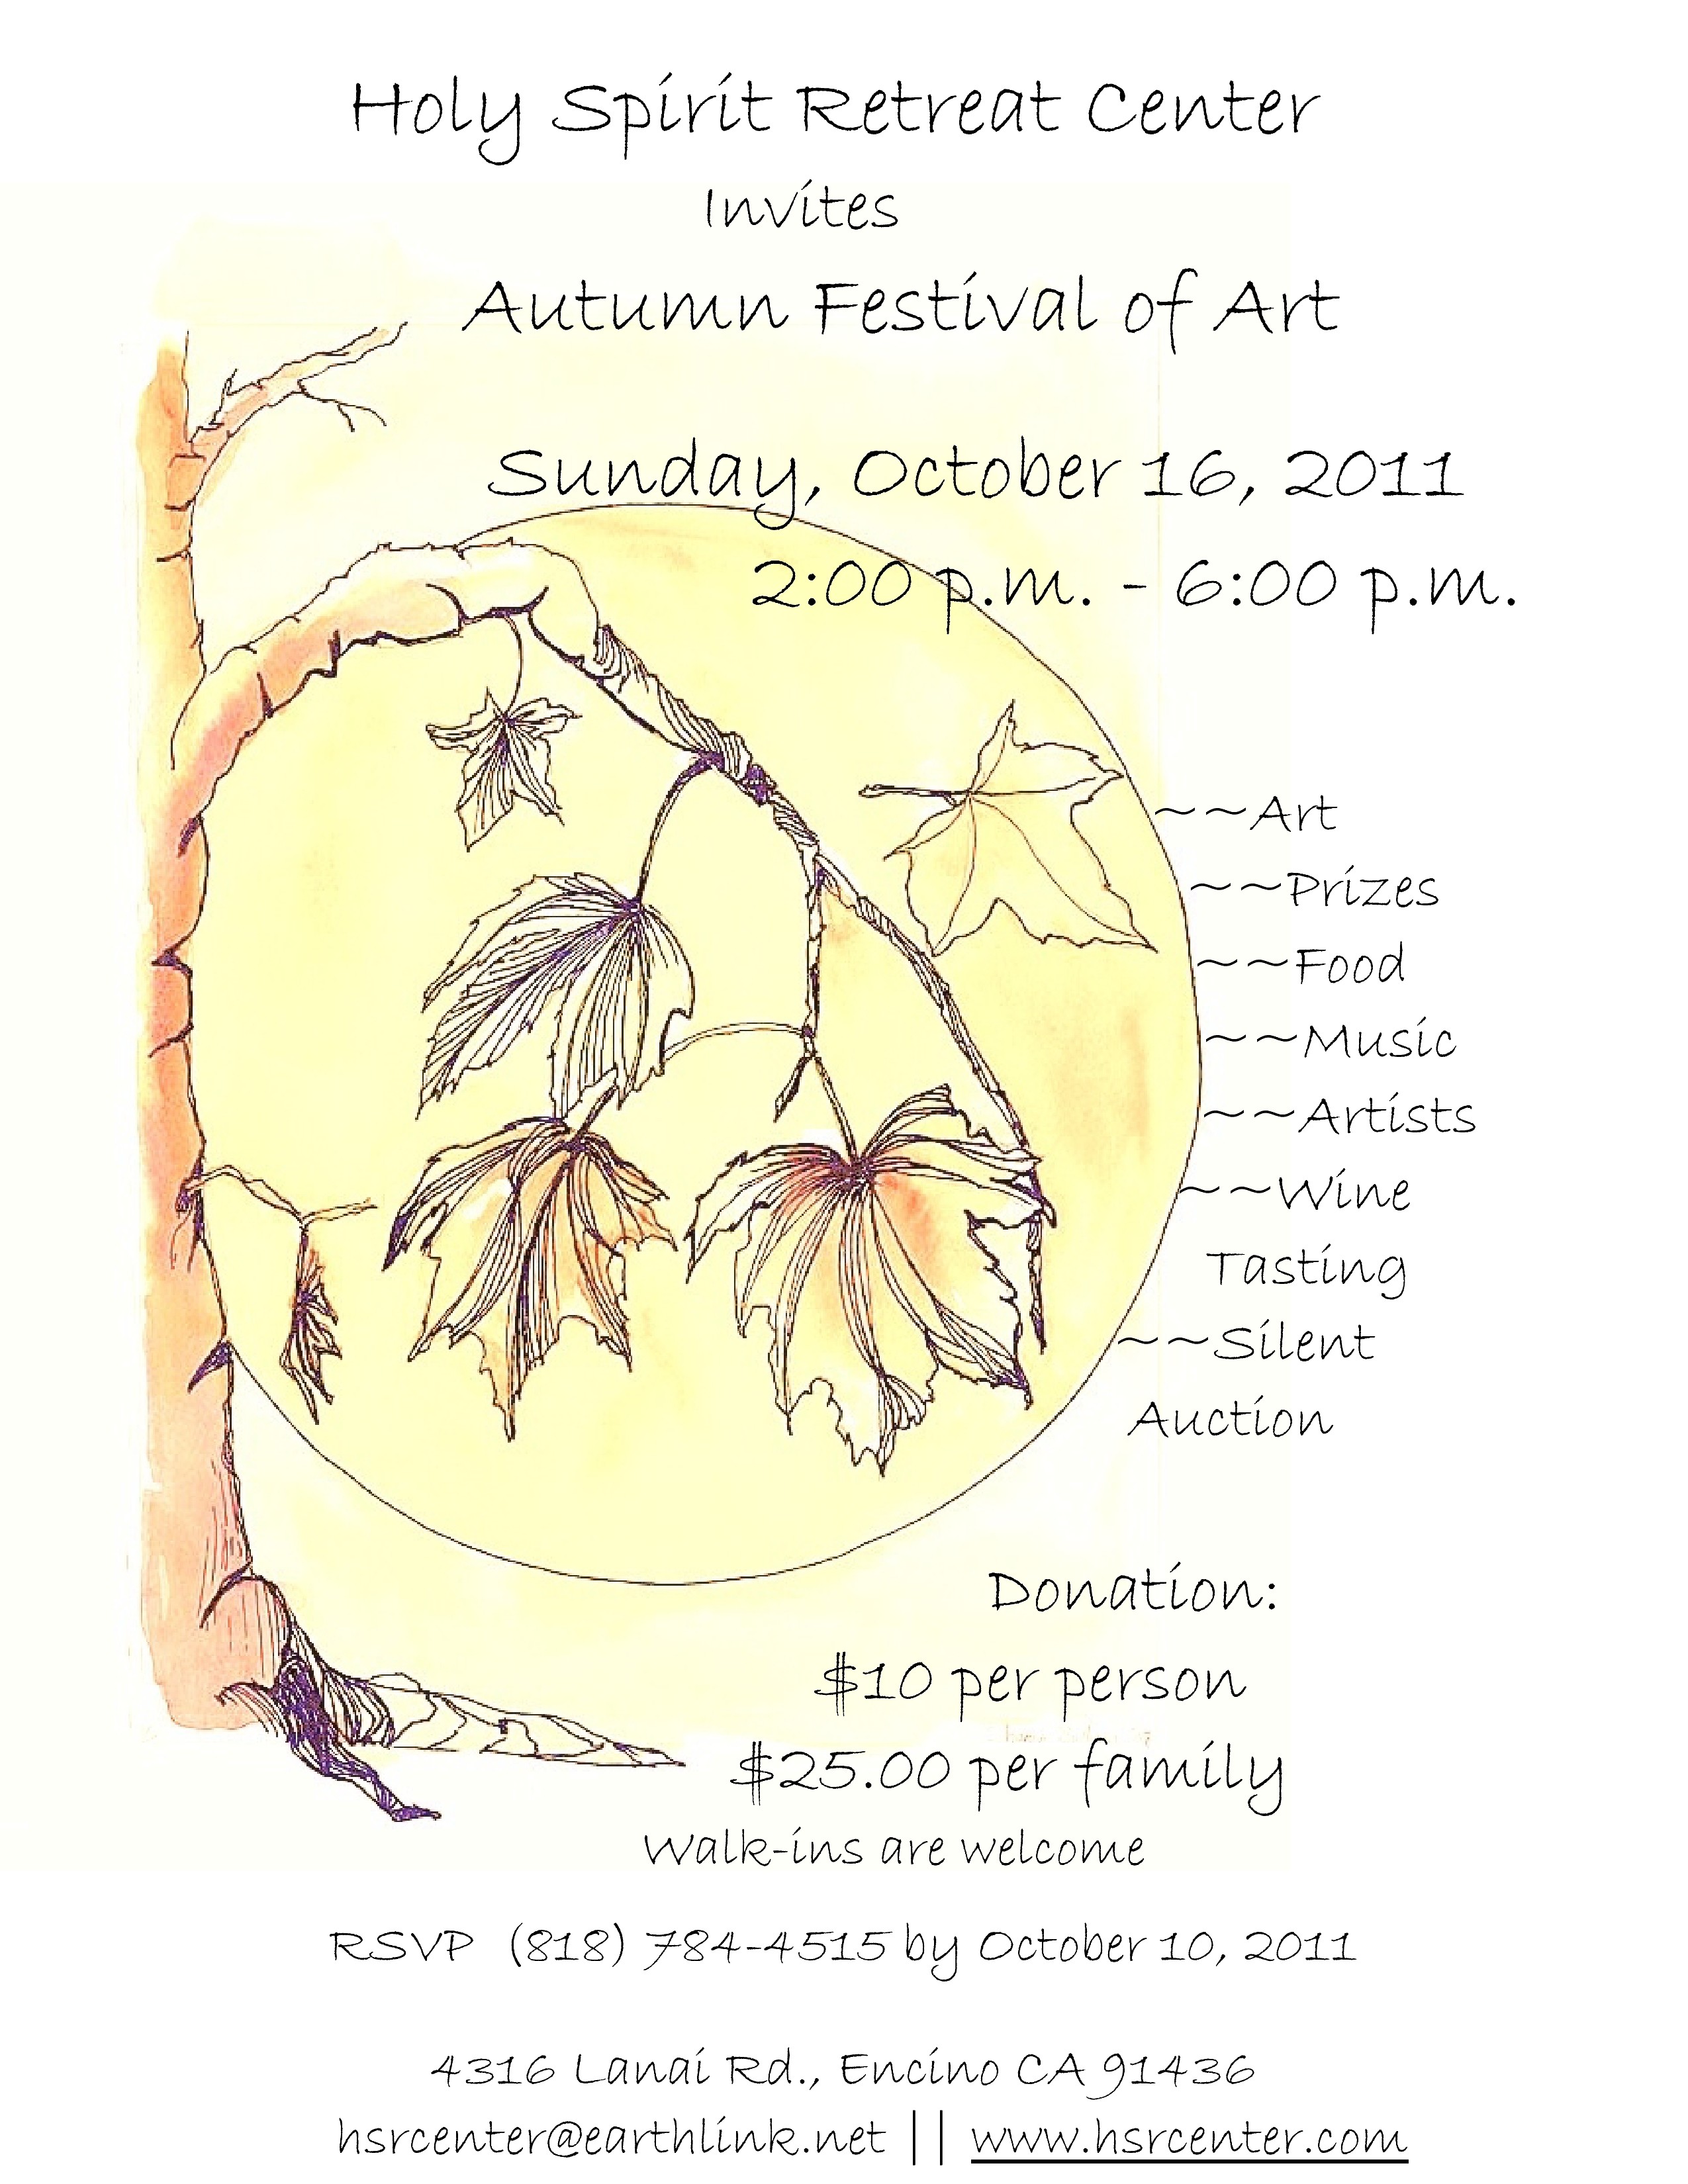 Holy Spirit Retreat Center
Invites
Autumn Festival of Art
Sunday, October 16, 2011
2:00 p.m. - 6:00 p.m.
~~Art
~~Prizes
~~Food
~~Music
~~Artists
~~Wine
Tasting
~~Silent
Auction
Donation:
$10 per person
$25.00 per family
Walk-ins are welcome
RSVP (818) 784-4515 by October 10, 2011
4316 Lanai Rd., Encino CA 91436
hsrcenter@earthlink.net || www.hsrcenter.com